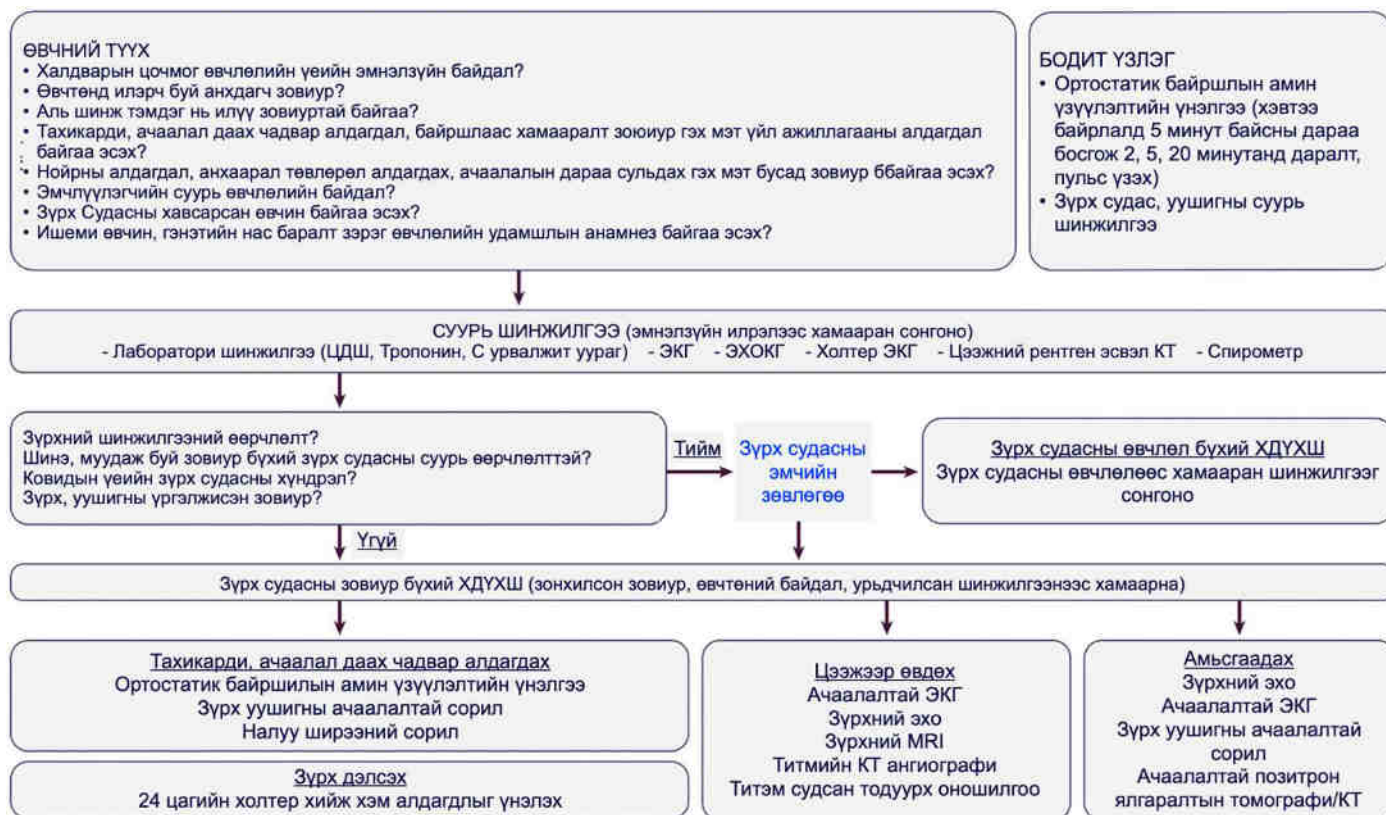 ӨВЧНИЙ ТҮҮХ
• Халдварын цочмог өвчлөлийн үеийн эмнэлзүйн байдал?
• Өвчтөнд илэрч буй анхдагч зовиур?
• Аль шинж тэмдэг нь илүү зовиуртай байгаа?
• Тахикарди, ачаалал даах чадвар алдагдал, байршлаас хамааралт зоюиур гэх мэт үйл ажиллагааны алдагдал
байгаа эсэх?
• Нойрны алдагдал, анхаарал төвлөрөл алдагдах, ачаалалын дараа сульдах гэх мэт бусад зовиур ббайгаа эсэх?
• Эмчлүүлэгчийн суурь өвчлөлийн байдал?
• Зүрх Судасны хавсарсан өвчин байгаа эсэх?
• Ишеми өвчин, гэнэтийн нас баралт зэрэг өвчлөлийн удамшлын анамнез байгаа эсэх?
БОДИТ ҮЗЛЭГ
• Ортостатик байршлын амин
үзүүлэлтийн үнэлгээ (хэвтээ
байрлалд 5 минут байсны дараа
босгож 2, 5, 20 минутанд даралт,
пульс үзэх)
• Зүрх судас, уушигны суурь
шинжилгээ
СУУРЬ ШИНЖИЛГЭЭ (эмнэлзүйн илрэлээс хамааран сонгоно)
- Лаборатори шинжилгээ (ЦДШ, Тропонин, С урвалжит уураг) - ЭКГ - ЭХОКГ - Холтер ЭКГ - Цээжний рентген эсвэл КТ - Спирометр
Зүрхний шинжилгээний өөрчлөлт?
Шинэ, муудаж буй зовиур бүхий зүрх судасны суурь өөрчлөлттэй?
Ковидын үеийн зүрх судасны хүндрэл?
Зүрх, уушигны үргэлжисэн зовиур?
Тийм
Зүрх судасны
эмчийн
зөвлөгөө
Зүрх судасны өвчлөл бүхий ХДҮХШ
Зүрх судасны өвчлөлөөс хамааран шинжилгээг
сонгоно
Үгүй
Зүрх судасны зовиур бүхий ХДҮХШ (зонхилсон зовиур, өвчтөний байдал, урьдчилсан шинжилгээнээс хамаарна)
Тахикарди, ачаалал даах чадвар алдагдах
Ортостатик байршилын амин үзүүлэлтийн үнэлгээ
Зүрх уушигны ачаалалтай сорил
Налуу ширээний сорил
Зүрх дэлсэх
24 цагийн холтер хийж хэм алдагдлыг үнэлэх
Цээжээр өвдөх
Ачаалалтай ЭКГ
Зүрхний эхо
Зүрхний MRI
Титмийн КТ ангиографи
Титэм судсан тодуурх оношилгоо
Амьсгаадах
Зүрхний эхо
Ачаалалтай ЭКГ
Зүрх уушигны ачаалалтай
сорил
Ачаалалтай позитрон
ялгаралтын томографи/КТ